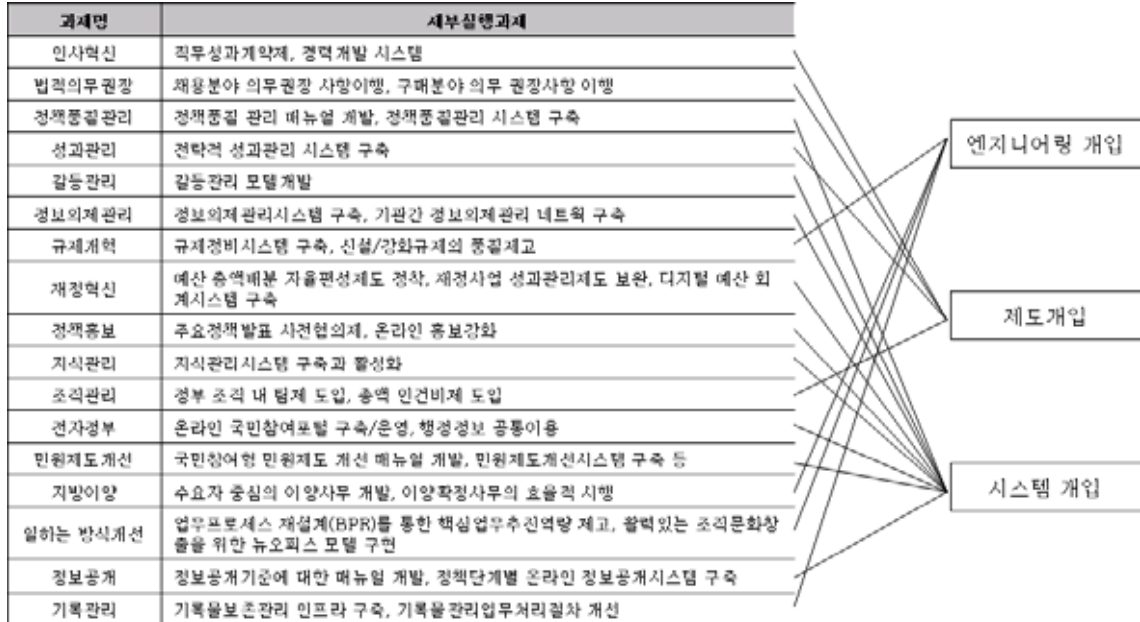 과제명 세부실행과제
인사혁신 직무성과계약제, 경력개발 시스템
법적의무권장 채용분야 의무권장 사항이행, 구매분야 의무 권장사항 이행
정책품질관리 정책품질 관리 매뉴얼 개발, 정책품질관리 시스템 구축
성과관리 전략적 성과관리 시스템 구축
갈등관리 갈등관리 모델개발
정보의제관리 정보의제관리시스템 구축, 기관간 정보의제관리 네트웍 구축
규제개혁 규제정비시스템 구축, 신설/강화규제의 품질제고
재정혁신 예산 총액배분 자율편성제도 정착, 재정사업 성과관리제도 보완, 디지털 예산 회
계시스템 구축
정책홍보 주요정책발표 사전협의제, 온라인 홍보강화
지식관리 지식관리시스템 구축과 활성화
조직관리 정부 조직 내 팀제 도입, 총액 인건비제 도입
전자정부 온라인 국민참여포털 구축/운영, 행정정보 공통이용
민원제도개선 국민참여형 민원제도 개선 매뉴얼 개발, 민원제도개선시스템 구축 등
지방이양 수요자 중심의 이양사무 개발, 이양확정사무의 효율적 시행
일하는 방식개선 업무프로세스 재설계(BPR)를 통한 핵심업무추진역량 제고, 활력있는 조직문화창
출을 위한 뉴오피스 모델 구현
정보공개 정보공개기준에 대한 매뉴얼 개발, 정책단계별 온라인 정보공개시스템 구축
기록관리 기록물보존관리 인프라 구축, 기록물관리업무처리절차 개선
엔지니어링 개입
제도개입
시스템 개입